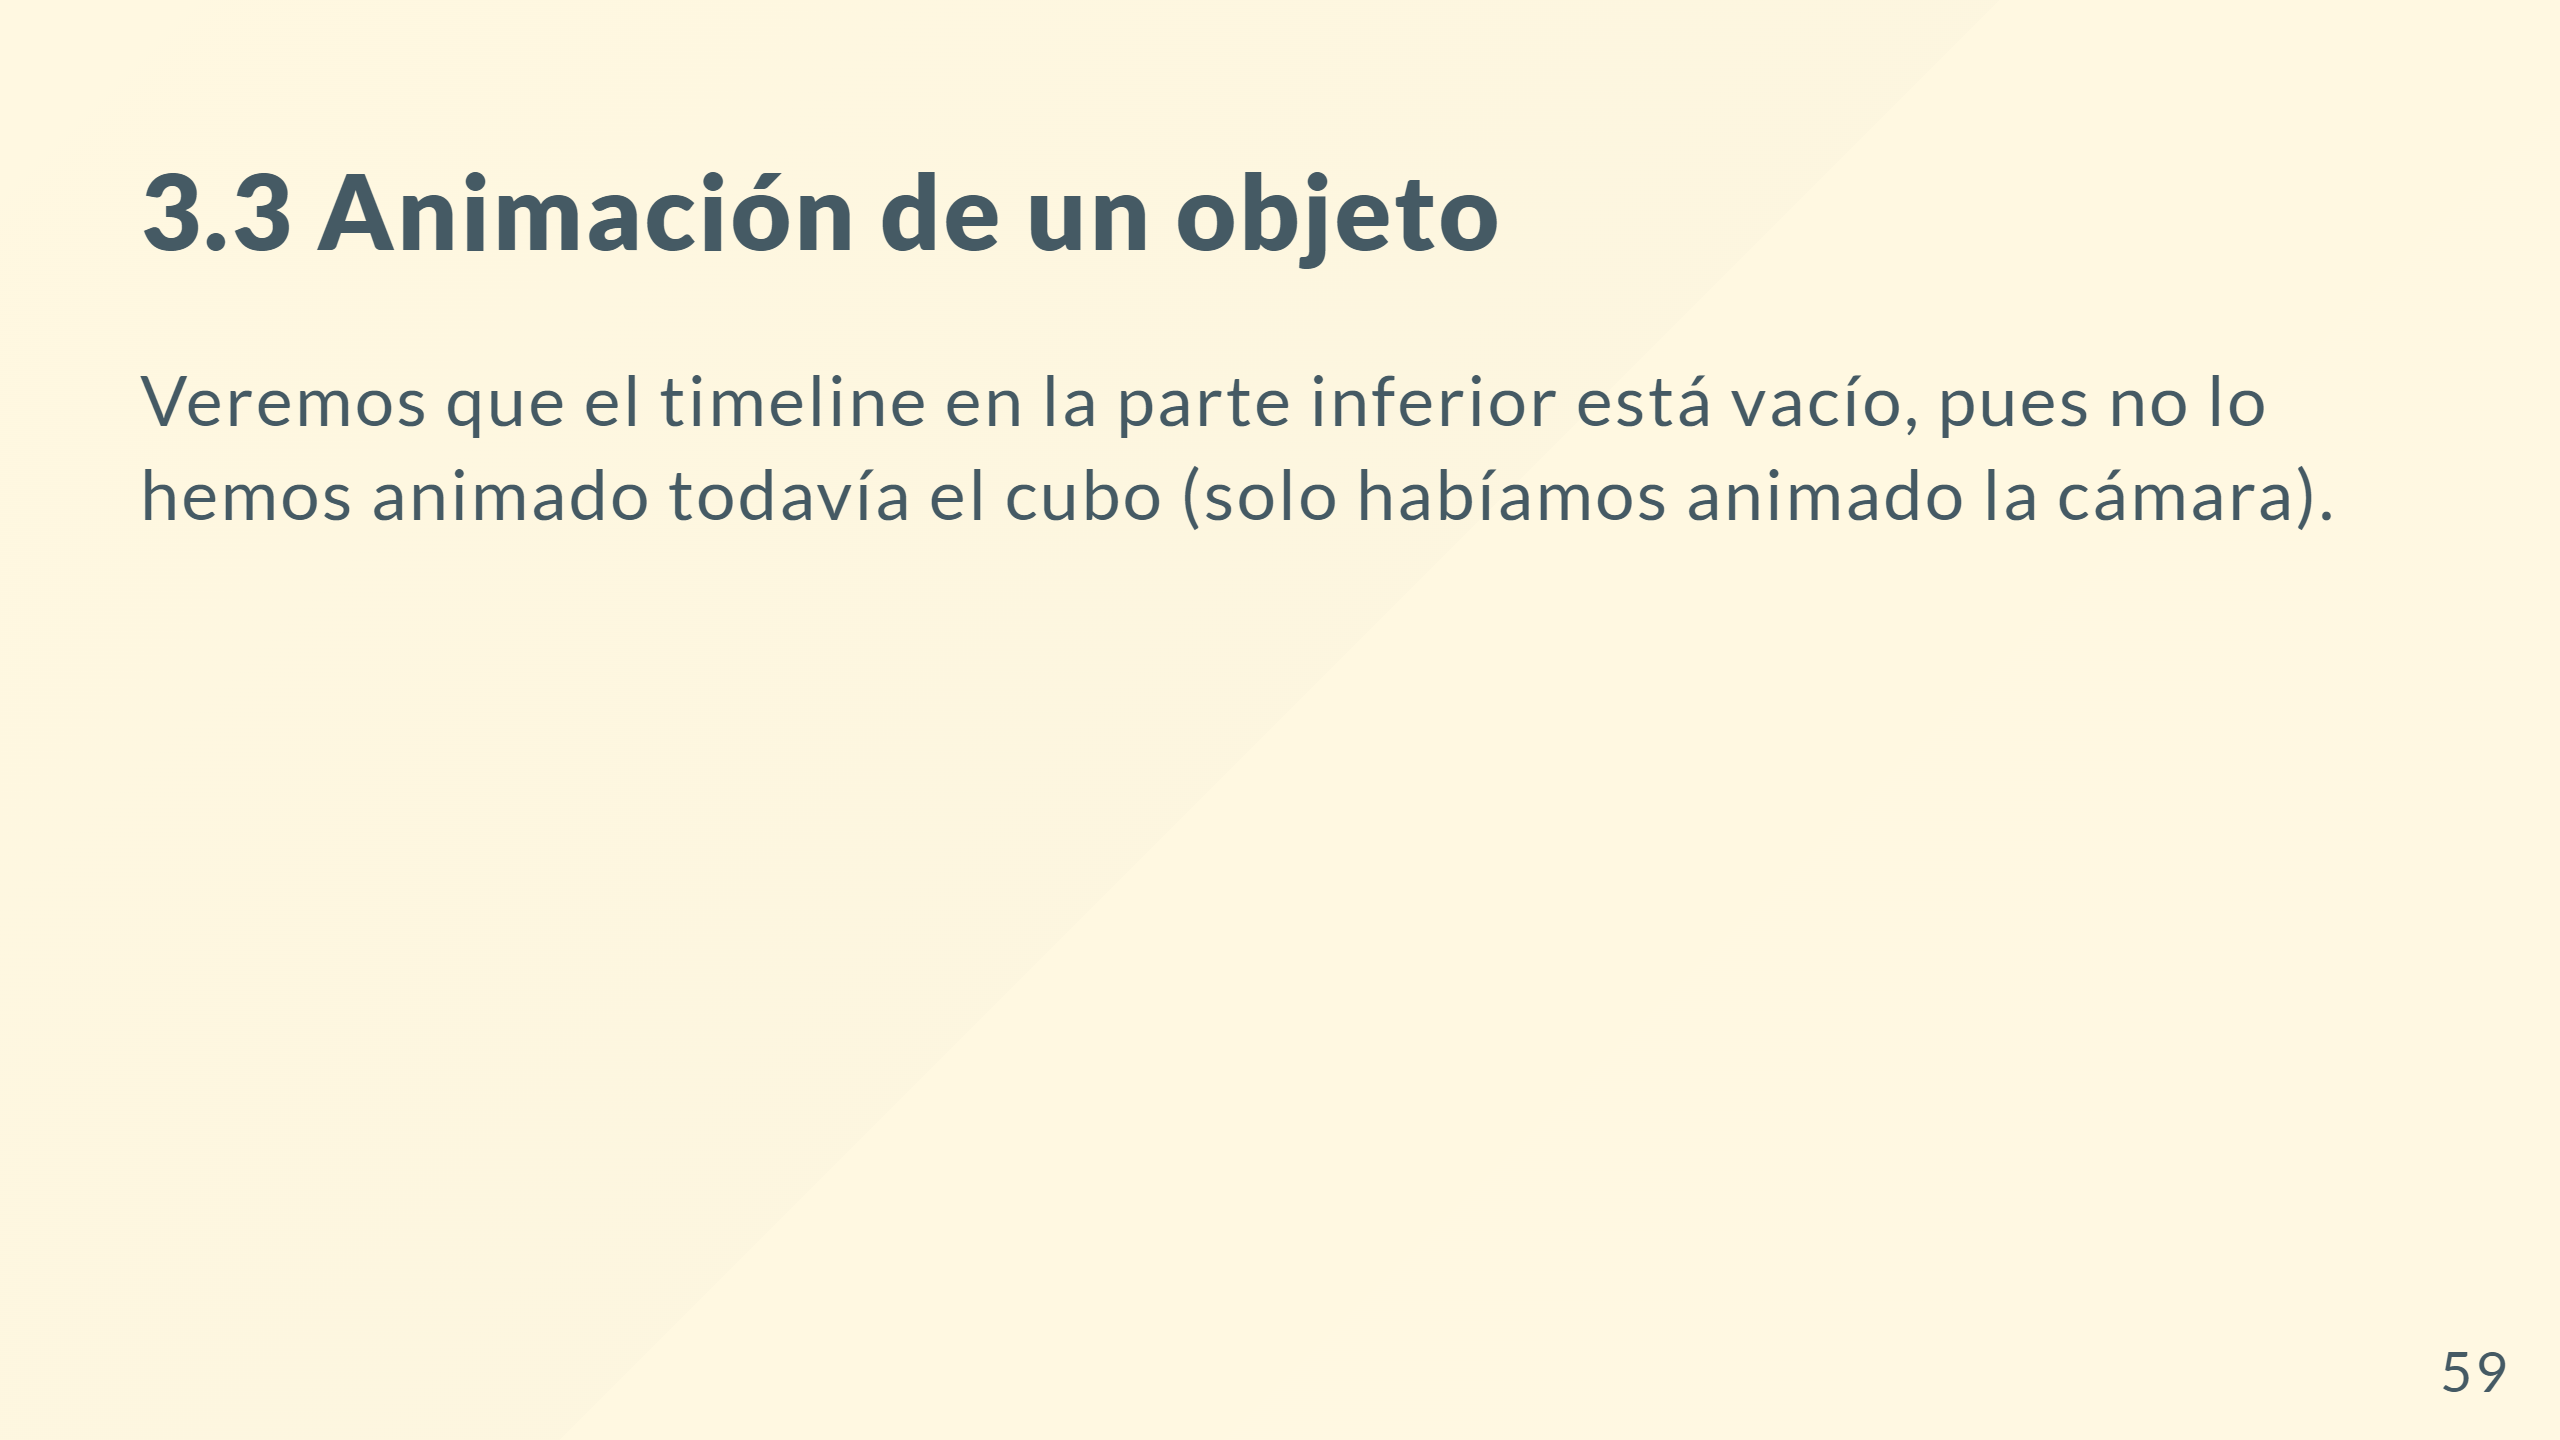 3.3 Animación de un objeto
Veremos que el timeline en la parte inferior está vacío, pues no lo
hemos animado todavía el cubo (solo habíamos animado la cámara).
59